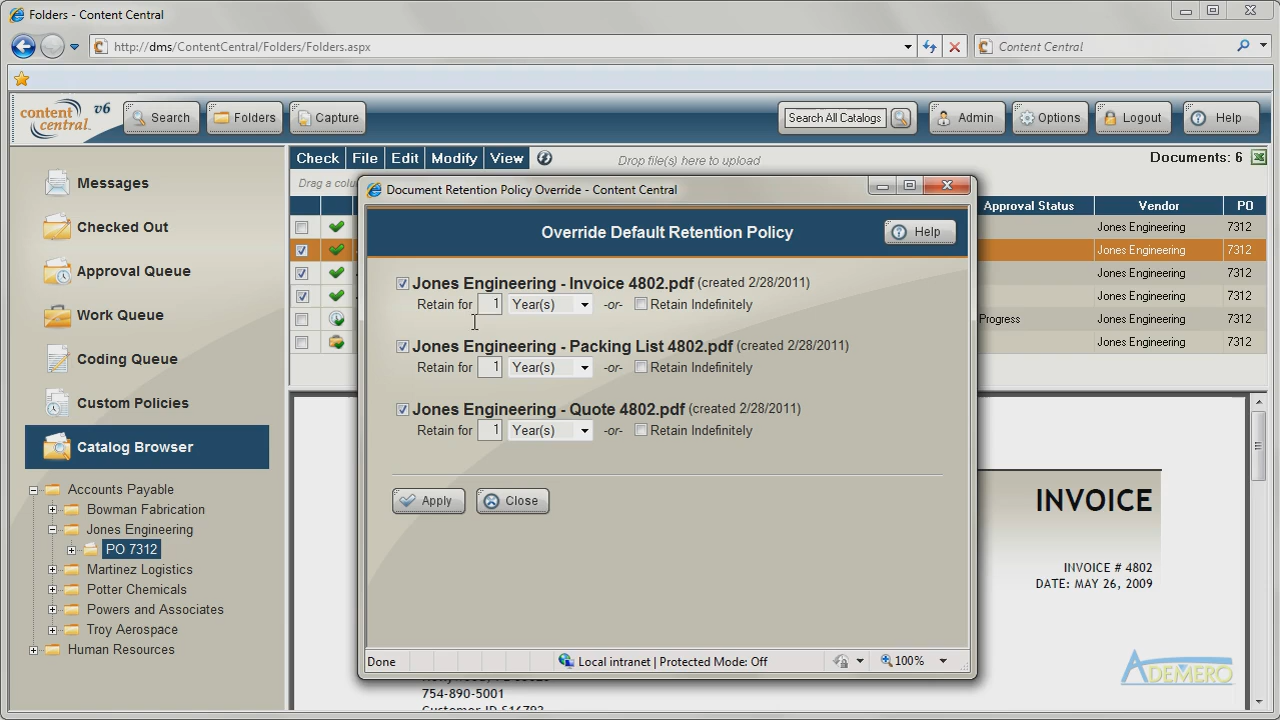 Folders - Content Central
http://dms/ContentCentral/Folders/Folders.aspx
Content Central
content central v6
Search
Folders
Capture
Search All Catalogs
Admin
Options
Logout
Help
Check File Edit Modify View
Drop file(s) here to upload
Documents: 6
Drag a colu
Approval Status Vendor PO
Jones Engineering 7312
Jones Engineering 7312
Jones Engineering 7312
Jones Engineering 7312
Progress Jones Engineering 7312
Jones Engineering 7312
Messages
Checked Out
Approval Queue
Work Queue
Coding Queue
Custom Policies
Catalog Browser
Accounts Payable
Bowman Fabrication
Jones Engineering
PO 7312
Martinez Logistics
Potter Chemicals
Powers and Associates
Troy Aerospace
Human Resources
Document Retention Policy Override - Content Central
Override Default Retention Policy
Help
Jones Engineering - Invoice 4802.pdf (created 2/28/2011)
Retain for 1 Year(s) -or- Retain Indefinitely
Jones Engineering - Packing List 4802.pdf (created 2/28/2011)
Retain for 1 Year(s) -or- Retain Indefinitely
Jones Engineering - Quote 4802.pdf (created 2/28/2011)
Retain for 1 Year(s) -or- Retain Indefinitely
Apply
Close
Done
Local intranet | Protected Mode: Off
100%
INVOICE
INVOICE # 4802
DATE: MAY 26, 2009
754-890-5001
ADEMERO